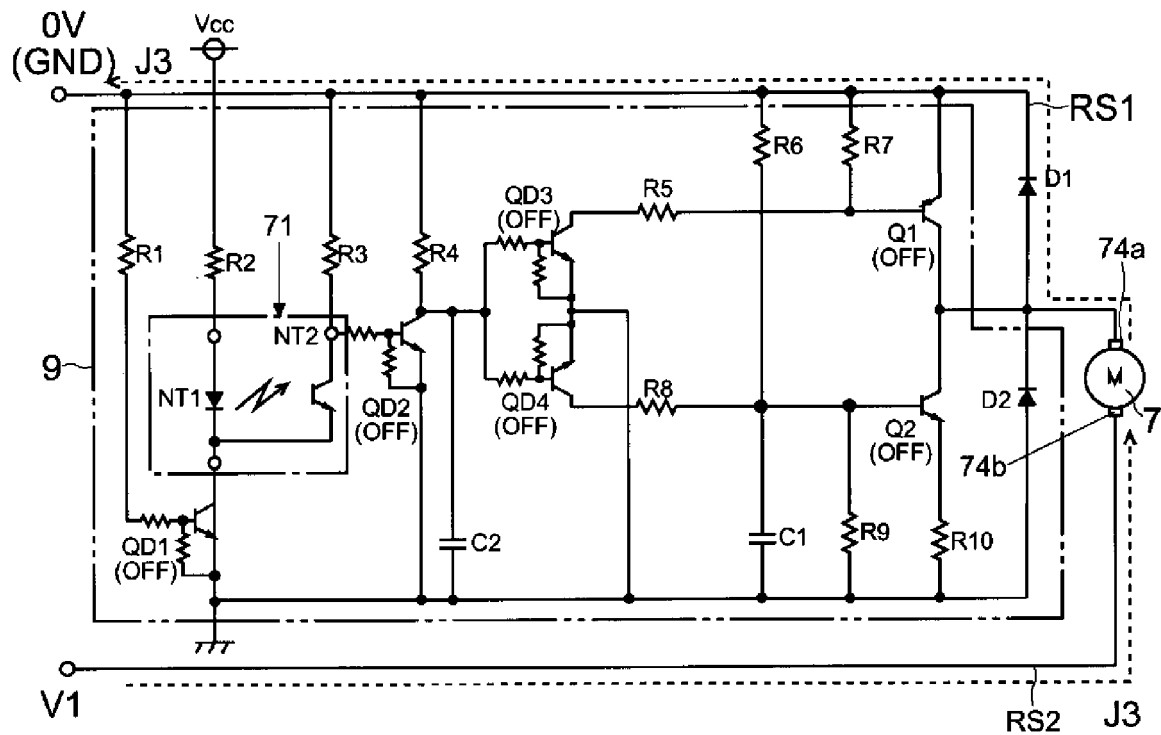 0V
(GND)
J3
Vcc
RS1
R6
R7
D1
QD3
(OFF)
R5
71
R1
R2
R3
R4
Q1
(OFF)
74a
NT2
9
NT1
M
R8
D2
QD2
(OFF)
QD4
(OFF)
Q2
(OFF)
7
74b
QD1
(OFF)
C2
C1
R9
R10
V1
RS2
J3